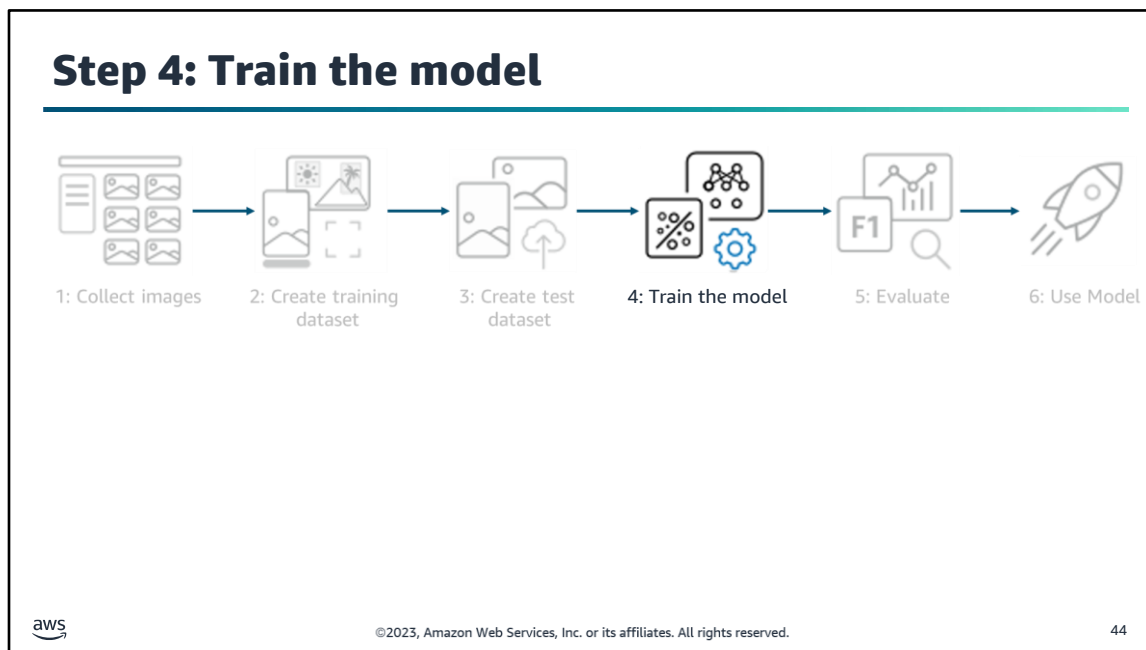 Step 4: Train the model
F1
1: Collect images
2: Create training
dataset
3: Create test
dataset
4: Train the model
5: Evaluate
6: Use Model
aws
©2023, Amazon Web Services, Inc. or its affiliates. All rights reserved.
44